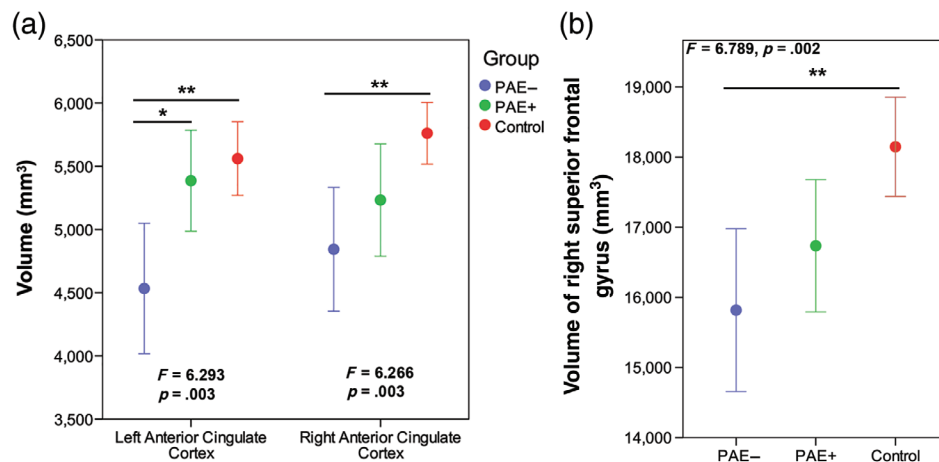 (a)
6,500
6,000
5,500
5,000
4,500
4,000
3,500
Volume (mm³)
**
*
**
F = 6.293
p = .003
F = 6.266
p = .003
Left Anterior Cingulate
Cortex
Right Anterior Cingulate
Cortex
Group
PAE–
PAE+
Control
(b)
F = 6.789, p = .002
**
19,000
18,000
17,000
16,000
15,000
14,000
Volume of right superior frontal
gyrus (mm³)
PAE–
PAE+
Control